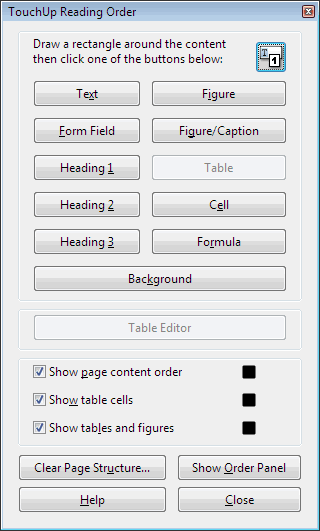 TouchUp Reading Order
Draw a rectangle around the content
then click one of the buttons below:
1
Text
Figure
Form Field
Figure/Caption
Heading 1
Table
Heading 2
Cell
Heading 3
Formula
Background
Table Editor
Show page content order
Show table cells
Show tables and figures
Clear Page Structure...
Show Order Panel
Help
Close